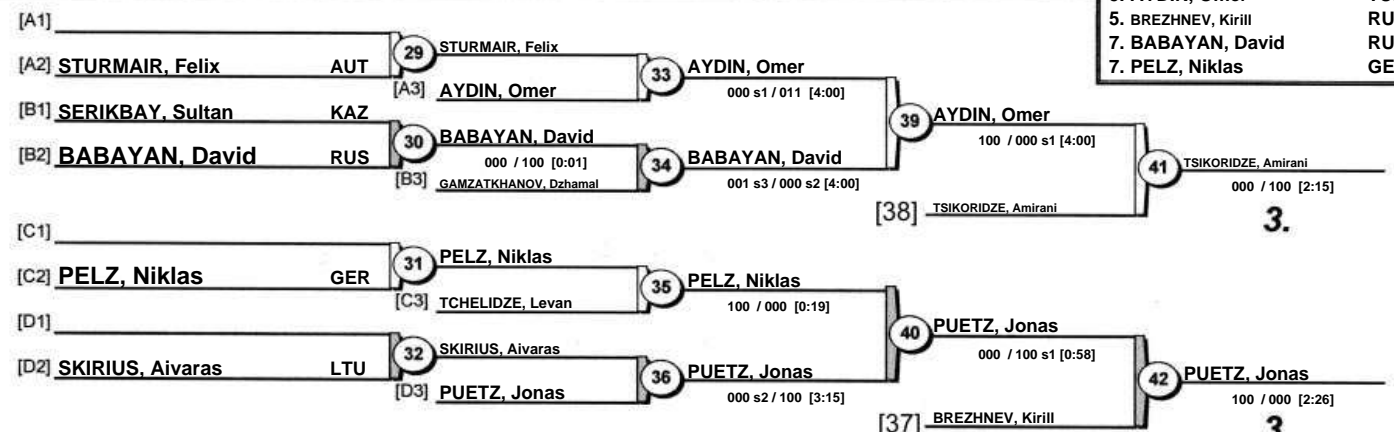 5. BREZHNEV, Kirill RU
7. BABAYAN, David RU
7. PELZ, Niklas GE
[A1]
[A2] STURMAIR, Felix AUT
29
STURMAIR, Felix
[A3] AYDIN, Omer
33
AYDIN, Omer
000 s1 / 011 [4:00]
[B1] SERIKBAY, Sultan KAZ
[B2] BABAYAN, David RUS
30
BABAYAN, David
000 / 100 [0:01]
[B3] GAMZATKHANOV, Dzhamal
34
BABAYAN, David
001 s3 / 000 s2 [4:00]
39
AYDIN, Omer
100 / 000 s1 [4:00]
[38] TSIKORIDZE, Amirani
41
TSIKORIDZE, Amirani
000 / 100 [2:15]
3.
[C1]
[C2] PELZ, Niklas GER
31
PELZ, Niklas
[C3] TCHELIDZE, Levan
35
PELZ, Niklas
100 / 000 [0:19]
[D1]
[D2] SKIRIUS, Aivaras LTU
32
SKIRIUS, Aivaras
[D3] PUETZ, Jonas
36
PUETZ, Jonas
000 s2 / 100 [3:15]
40
PUETZ, Jonas
000 / 100 s1 [0:58]
[37] BREZHNEV, Kirill
42
PUETZ, Jonas
100 / 000 [2:26]
3